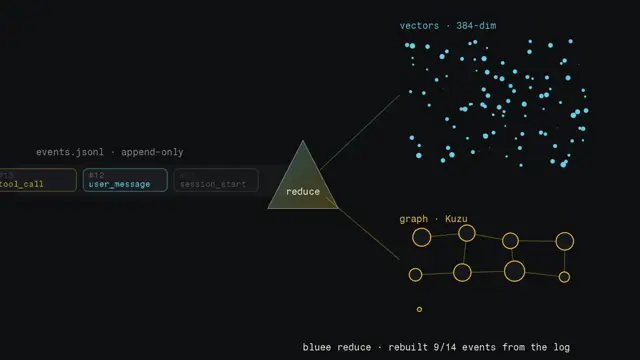 vectors · 384-dim
events.jsonl · append-only
#13
tool_call
#12
user_message
session_start
reduce
graph · Kuzu
bluee reduce · rebuilt 9/14 events from the log